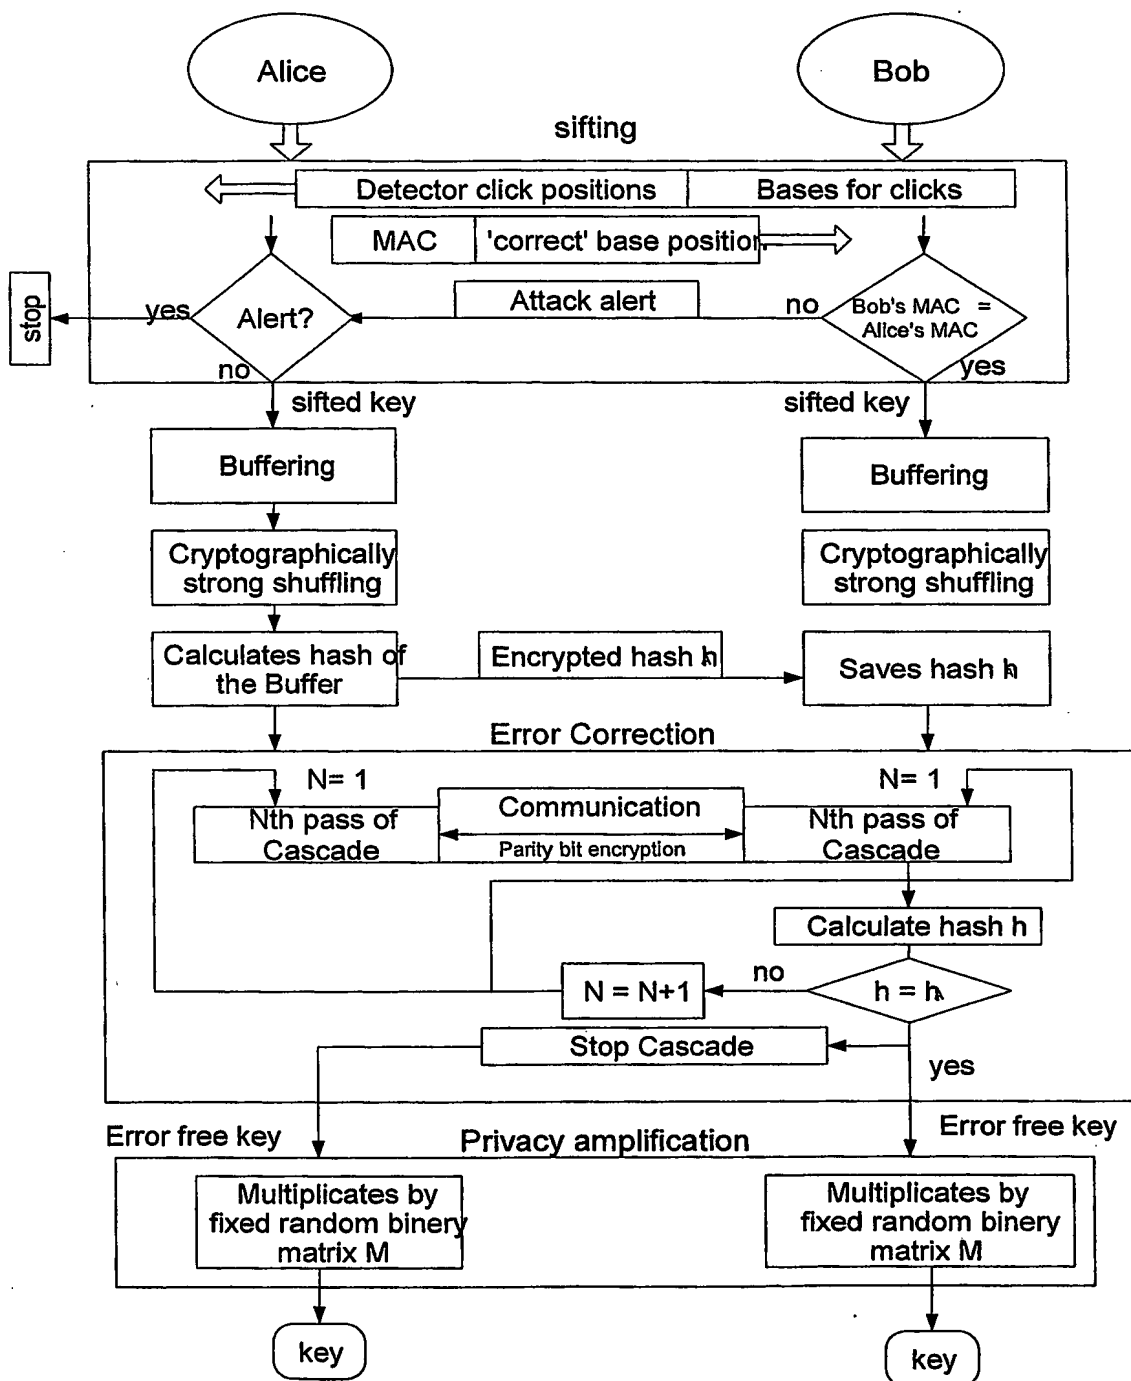 Alice
Bob
sifting
Detector click positions
Bases for clicks
MAC
'correct' base position
Attack alert
stop
yes
Alert?
no
no
Bob's MAC =
Alice's MAC
yes
sifted key
sifted key
Buffering
Buffering
Cryptographically
strong shuffling
Cryptographically
strong shuffling
Calculates hash of
the Buffer
Encrypted hash
Saves hash
Error Correction
N= 1
N= 1
Nth pass of
Cascade
Communication
Parity bit encryption
Nth pass of
Cascade
Calculate hash h
N = N+1
no
h = h
Stop Cascade
yes
Error free key
Privacy amplification
Error free key
Multiplicates by
fixed random binery
matrix M
Multiplicates by
fixed random binery
matrix M
key
key